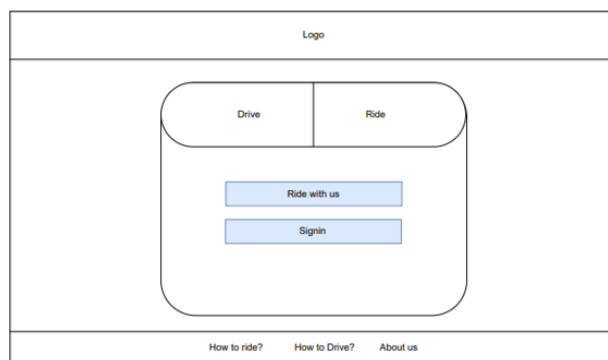 Logo
Drive Ride
Ride with us
Signin
How to ride? How to Drive? About us